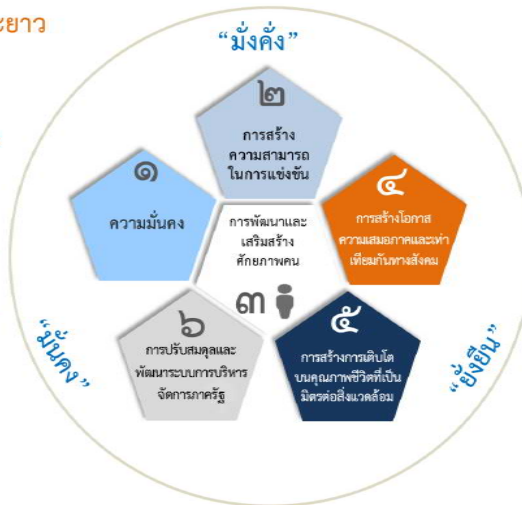 ะยาว
“มั่งคั่ง”
๒
การสร้าง
ความสามารถ
ในการแข่งขัน
๑
ความมั่นคง
๔
การสร้างโอกาส
ความเสมอภาคและเท่า
เทียมกันทางสังคม
การพัฒนาและ
เสริมสร้าง
ศักยภาพคน
๓
๖
การปรับสมดุลและ
พัฒนาระบบการบริหาร
จัดการภาครัฐ
๕
การสร้างการเติบโต
บนคุณภาพชีวิตที่เป็น
มิตรต่อสิ่งแวดล้อม
“มั่นคง”
“ยั่งยืน”